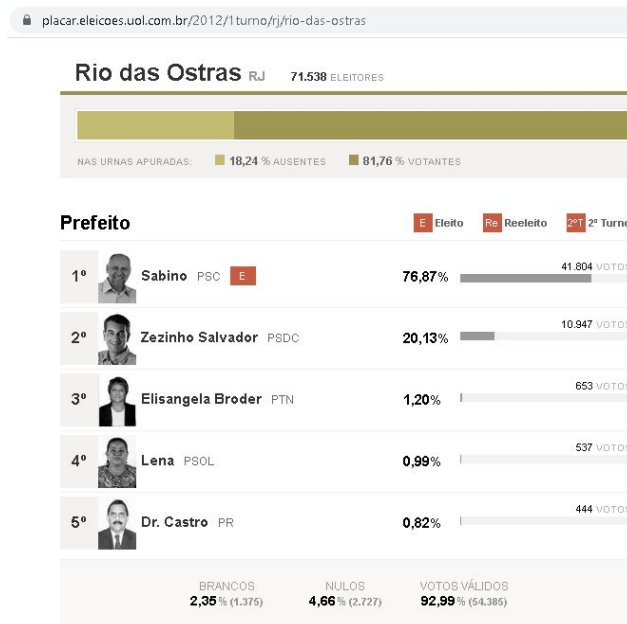 placar.eleicoes.uol.com.br/2012/1turno/rj/rio-das-ostras
Rio das Ostras RJ 71.538 ELEITORES
NAS URNAS APURADAS: 18,24 % AUSENTES 81,76 % VOTANTES
Prefeito E Eleito Re Reeleito 2ºT 2º Turno
1º Sabino PSC E 76,87% 41.804 VOTOS
2º Zezinho Salvador PSDC 20,13% 10.947 VOTOS
3º Elisangela Broder PTN 1,20% 653 VOTOS
4º Lena PSOL 0,99% 537 VOTOS
5º Dr. Castro PR 0,82% 444 VOTOS
BRANCOS NULOS VOTOS VÁLIDOS
2,35 % (1.375) 4,66 % (2.727) 92,99 % (54.385)